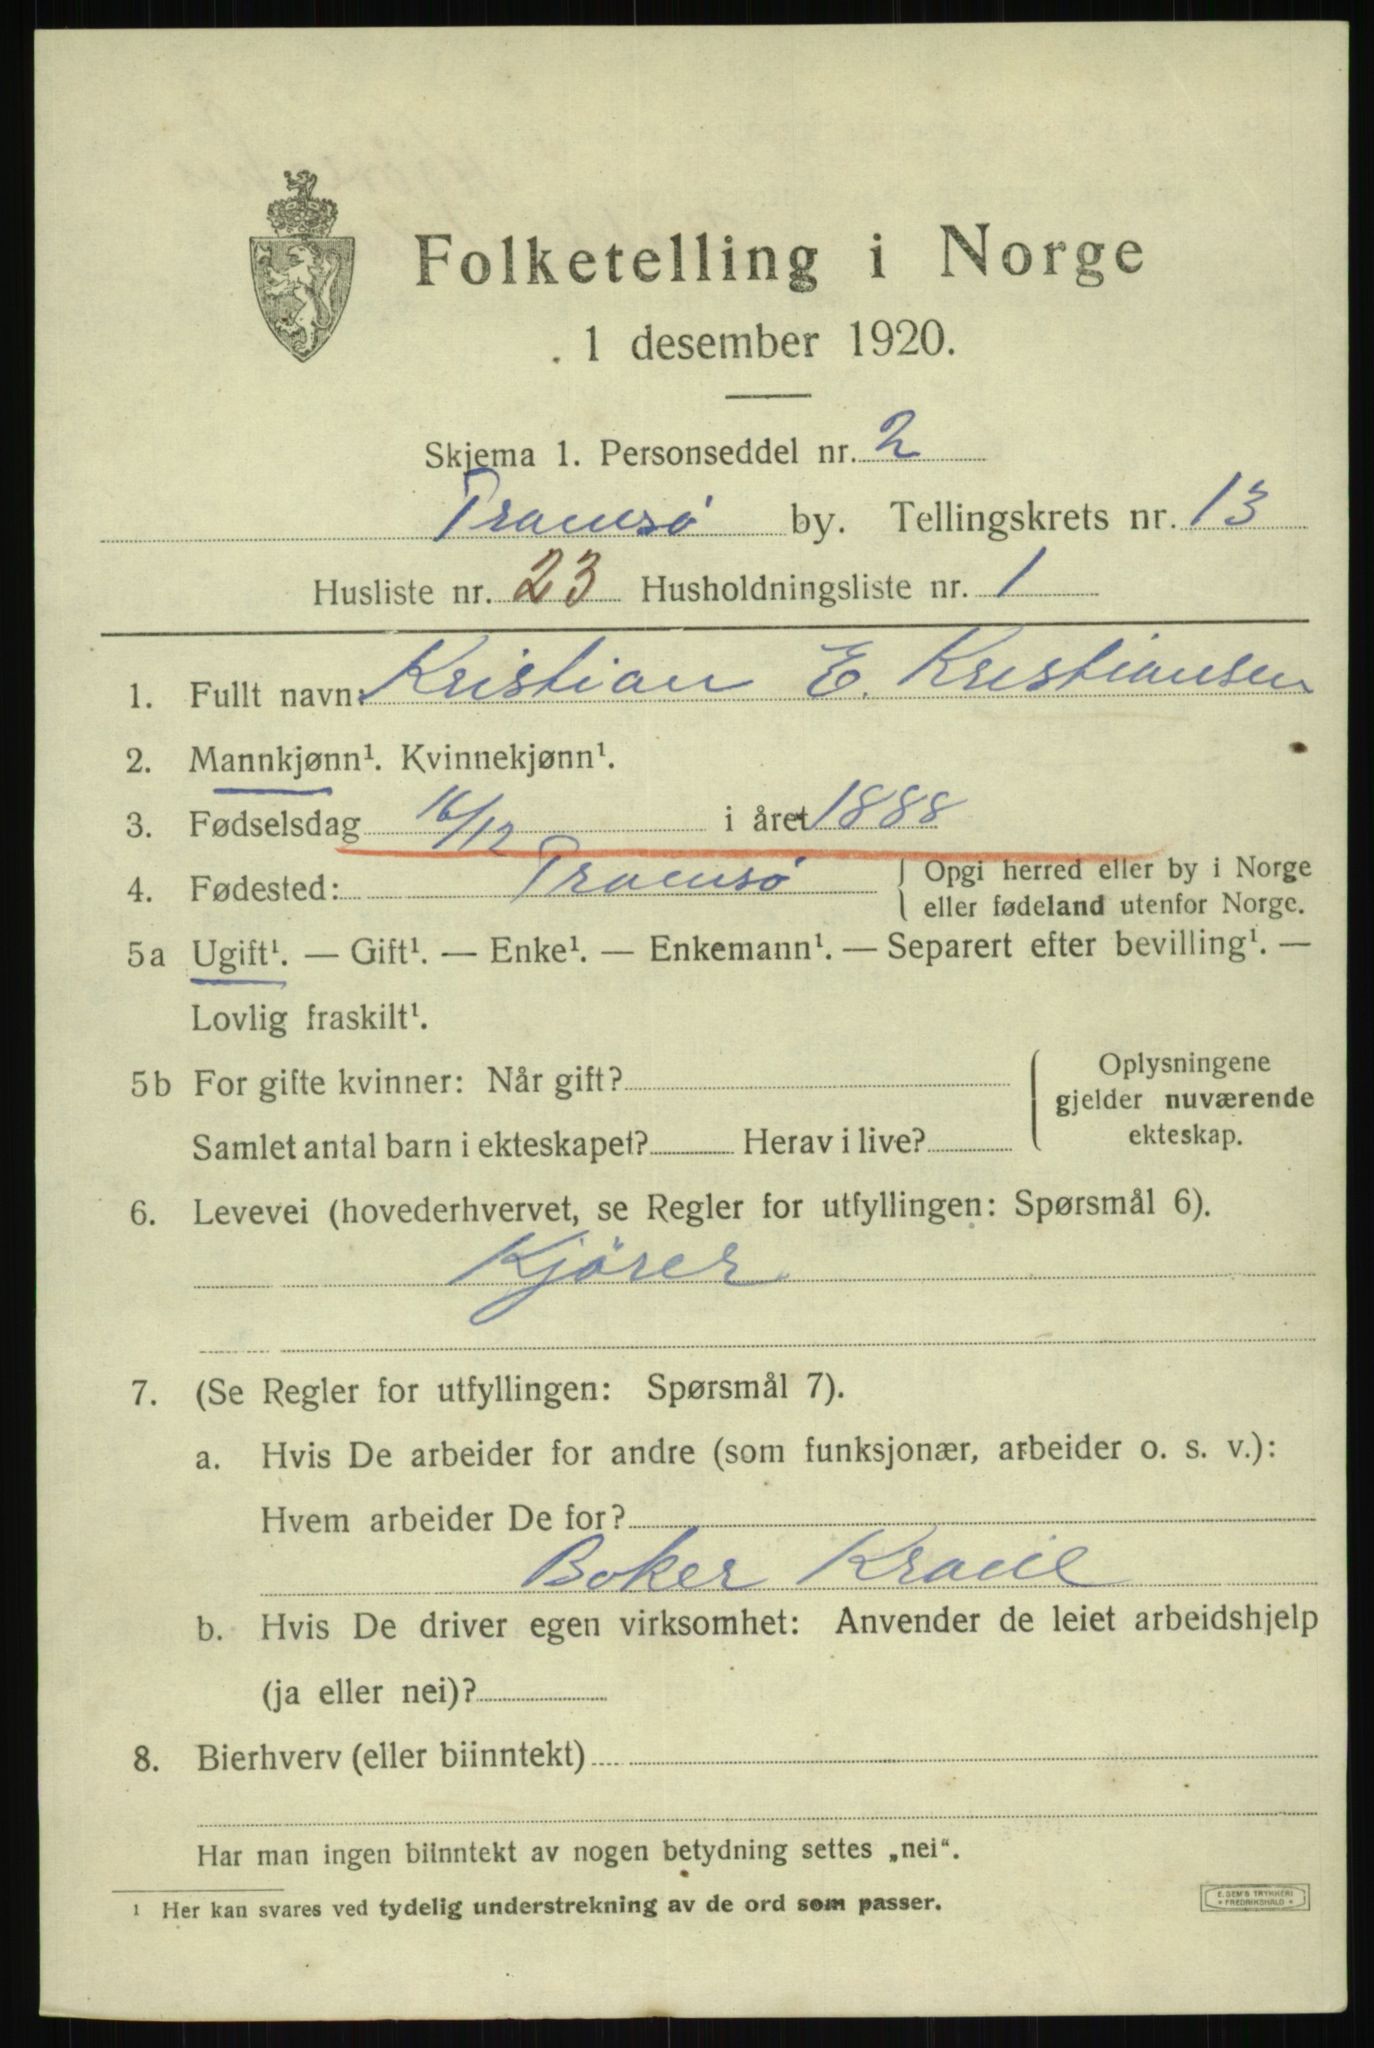 Folketelling i Norge
1 desember 1920.
Skjema 1. Personseddel nr. 2
Tromsø by. Tellingskrets nr. 13
Husliste nr. 23 Husholdningsliste nr. 1
1. Fullt navn: Kristian E. Kristiansen
2. Mannkjønn¹. Kvinnekjønn¹.
3. Fødselsdag 16/12 i året 1888
4. Fødested: Tromsø { Opgi herred eller by i Norge
eller fødeland utenfor Norge.
5a Ugift¹. — Gift¹. — Enke¹. — Enkemann¹. — Separert efter bevilling¹. —
Lovlig fraskilt¹.
5b For gifte kvinner: Når gift?
Samlet antal barn i ekteskapet? Herav i live?
{ Oplysningene
gjelder nuværende
ekteskap.
6. Levevei (hovederhvervet, se Regler for utfyllingen: Spørsmål 6).
Kjörer
7. (Se Regler for utfyllingen: Spørsmål 7).
a. Hvis De arbeider for andre (som funksjonær, arbeider o. s. v.):
Hvem arbeider De for?
Boker
b. Hvis De driver egen virksomhet: Anvender de leiet arbeidshjelp
(ja eller nei)?
8. Bierhverv (eller biinntekt)
Har man ingen biinntekt av nogen betydning settes „nei“.
¹ Her kan svares ved tydelig understrekning av de ord som passer.
E. SEM'S TRYKKERI
* FREDRIKSHALD *